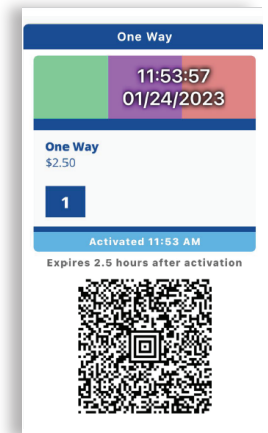 One Way
11:53:57
01/24/2023
One Way
$2.50
1
Activated 11:53 AM
Expires 2.5 hours after activation